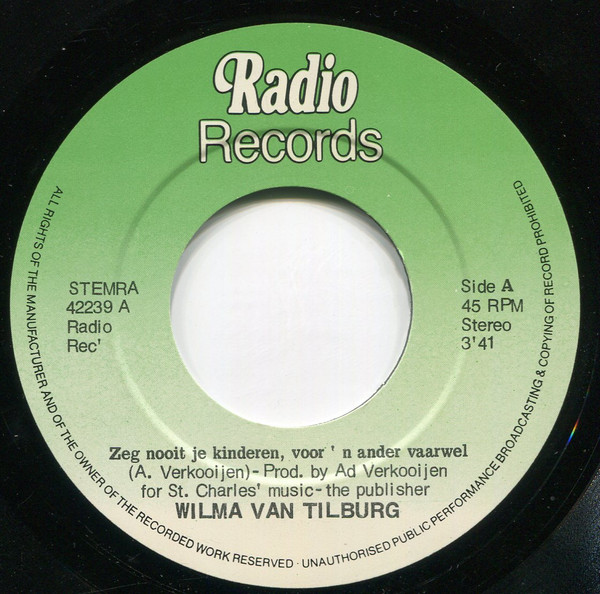 Radio
Records
STEMRA
42239 A
Radio
Rec'
Side A
45 RPM
Stereo
3'41
Zeg nooit je kinderen, voor ' n ander vaarwel
(A. Verkooijen)-Prod. by Ad Verkooijen
for St. Charles' music-the publisher
WILMA VAN TILBURG
ALL RIGHTS OF THE MANUFACTURER AND OF THE OWNER OF THE RECORDED WORK RESERVED · UNAUTHORISED PUBLIC PERFORMANCE BROADCASTING & COPYING OF RECORD PROHIBITED